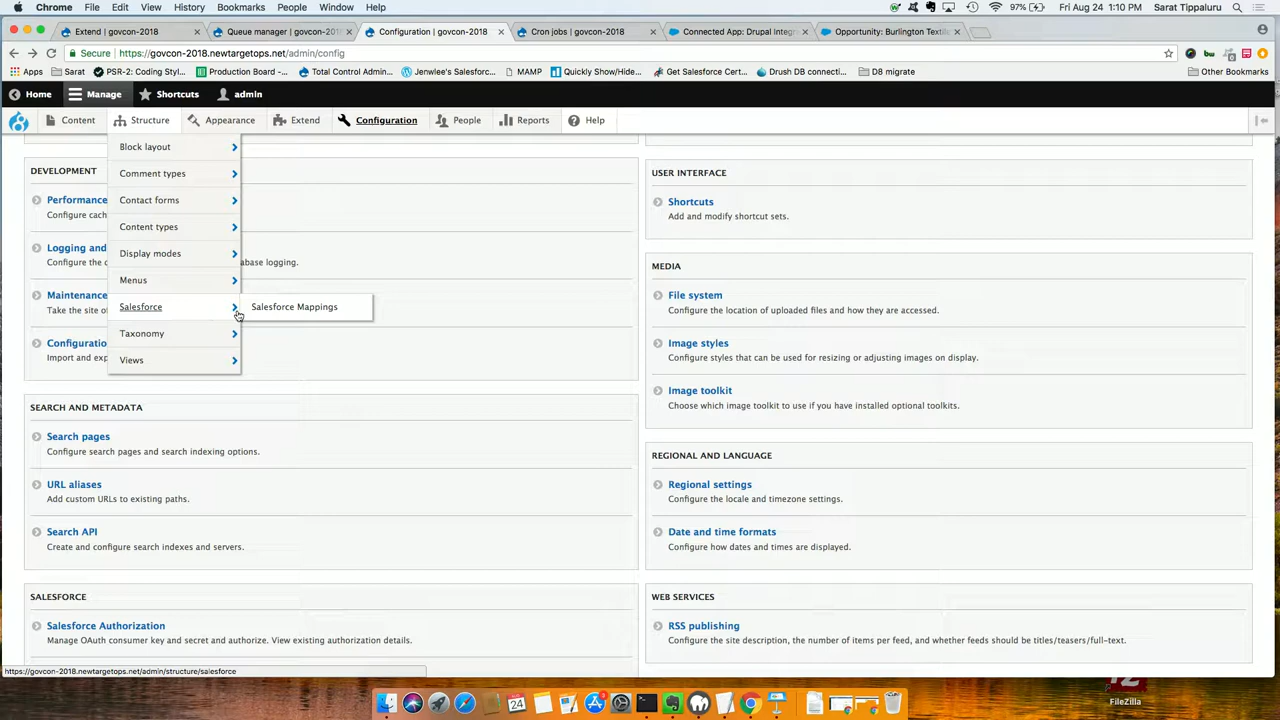 Chrome File Edit View History Bookmarks People Window Help 97% Fri Aug 24 1:10 PM Sarat Tippaluru
Extend | govcon-2018 Queue manager | govcon-2018. Configuration | govcon-2018 Cron jobs | govcon-2018 Connected App: Drupal Integr Opportunity: Burlington Textil
Secure https://govcon-2018.newtargetops.net/admin/config
Apps Sarat PSR-2: Coding Styl... Production Board -... Total Control Admin... Jenwlee's Salesforc... MAMP Quickly Show/Hide... Get Salesforce Cert... Drush DB connecti... D8 migrate Other Bookmarks
Home Manage Shortcuts admin
Content Structure Appearance Extend Configuration People Reports Help
Block layout
Comment types
Contact forms
Content types
Display modes
Menus
Salesforce Salesforce Mappings
Taxonomy
Views
DEVELOPMENT
Performance
Configure cach
Logging and
Configure the d atabase logging.
Maintenance
Take the site of
Configuratio
Import and exp
SEARCH AND METADATA
Search pages
Configure search pages and search indexing options.
URL aliases
Add custom URLs to existing paths.
Search API
Create and configure search indexes and servers.
SALESFORCE
Salesforce Authorization
Manage OAuth consumer key and secret and authorize. View existing authorization details.
USER INTERFACE
Shortcuts
Add and modify shortcut sets.
MEDIA
File system
Configure the location of uploaded files and how they are accessed.
Image styles
Configure styles that can be used for resizing or adjusting images on display.
Image toolkit
Choose which image toolkit to use if you have installed optional toolkits.
REGIONAL AND LANGUAGE
Regional settings
Configure the locale and timezone settings.
Date and time formats
Configure how dates and times are displayed.
WEB SERVICES
RSS publishing
Configure the site description, the number of items per feed, and whether feeds should be titles/teasers/full-text.
https://govcon-2018.newtargetops.net/admin/structure/salesforce
FileZilla